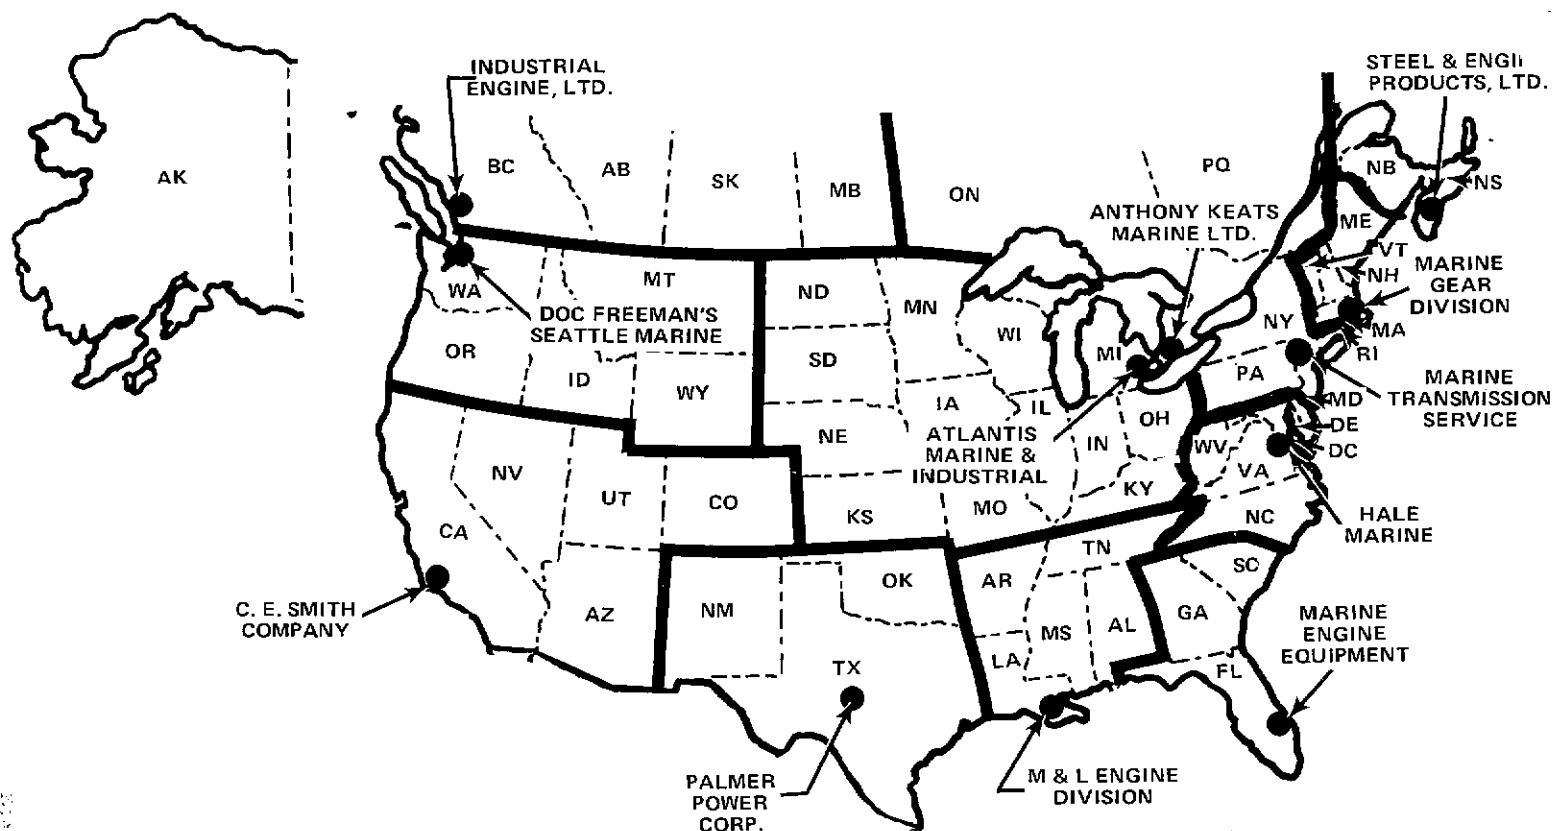 INDUSTRIAL
ENGINE, LTD.
STEEL & ENGI
PRODUCTS, LTD.
AK
BC
AB
SK
MB
ON
PQ
NB
NS
ME
ANTHONY KEATS
MARINE LTD.
VT
NH
MARINE
GEAR
DIVISION
MA
RI
WA
MT
ND
MN
WI
MI
NY
DOC FREEMAN'S
SEATTLE MARINE
OR
ID
WY
SD
IA
IL
IN
OH
PA
MARINE
TRANSMISSION
SERVICE
MD
DE
DC
NE
ATLANTIS
MARINE &
INDUSTRIAL
WV
VA
NV
UT
CO
KS
MO
KY
NC
HALE
MARINE
CA
C. E. SMITH
COMPANY
AZ
NM
OK
AR
TN
SC
GA
MS
AL
LA
TX
FL
MARINE
ENGINE
EQUIPMENT
PALMER
POWER
CORP.
M & L ENGINE
DIVISION